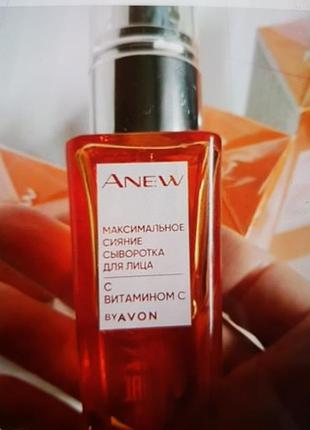 ANEW
МАКСИМАЛЬНОЕ
СИЯНИЕ
СЫВОРОТКА
ДЛЯ ЛИЦА
С
ВИТАМИНОМ С
BY AVON